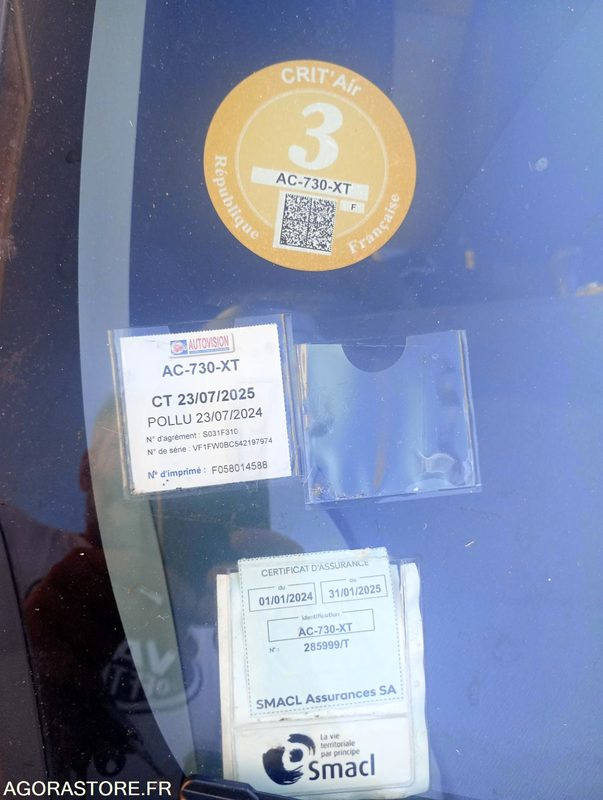 CRIT'Air
3
AC-730-XT
F
République Française
AUTOVISION
AC-730-XT
CT 23/07/2025
POLLU 23/07/2024
N° d'agrément : S031F310
N° de série : VF1FW0BC542197974
N° d'imprimé : F058014588
CERTIFICAT D'ASSURANCE
du au
01/01/2024 31/01/2025
Identification
AC-730-XT
N° : 285999/T
SMACL Assurances SA
La vie
territoriale
par principe
Smacl
AGORASTORE.FR